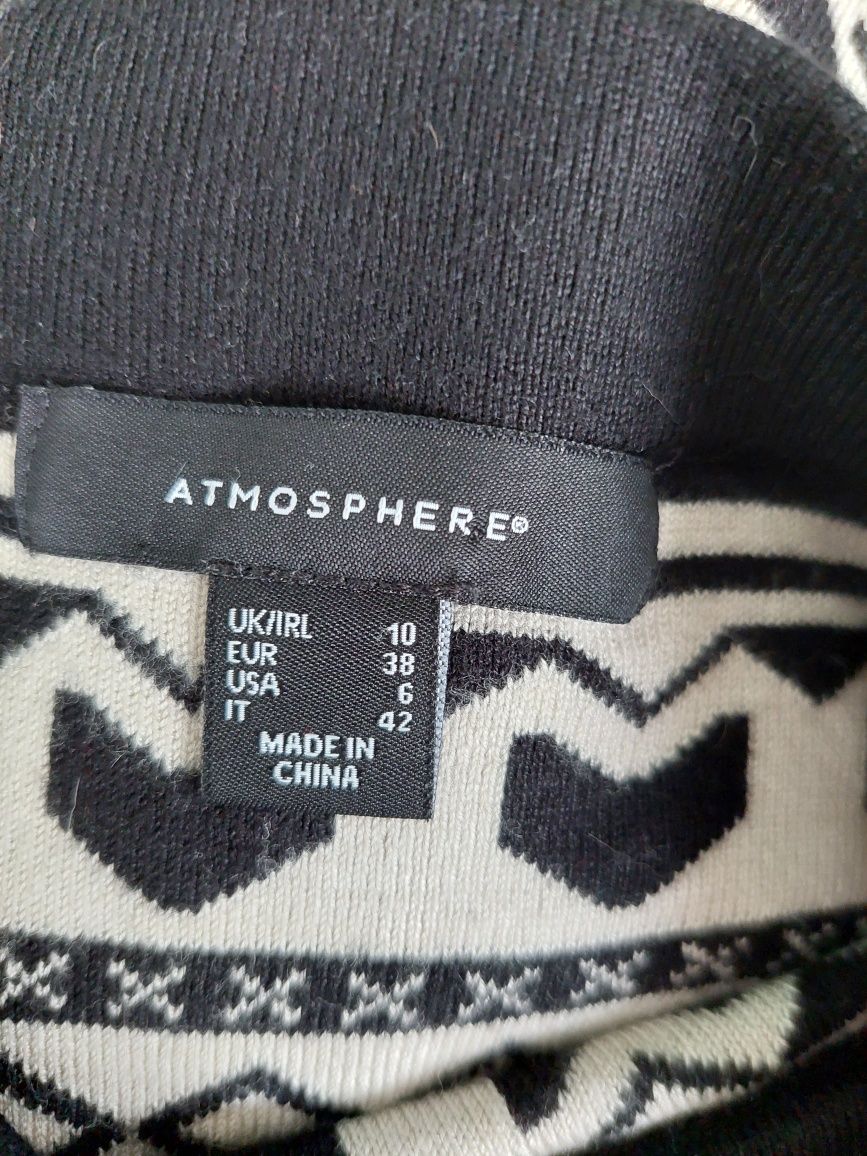 ATMOSPHERE®
UK/IRL 10
EUR 38
USA 6
IT 42
MADE IN
CHINA